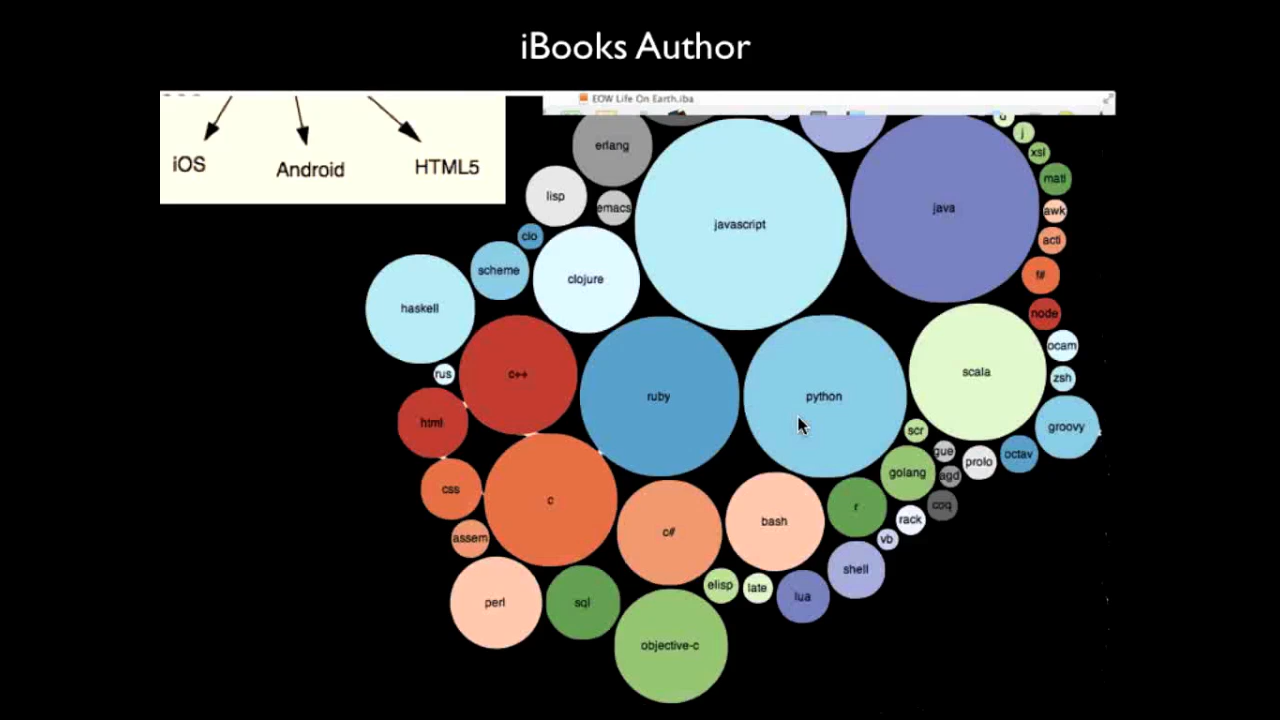 iBooks Author
EOW Life On Earth.iba
iOS
Android
HTML5
erlang
javascript
java
j
xsl
matl
lisp
emacs
awk
clo
acti
scheme
clojure
f#
haskell
node
ocam
rus
c++
ruby
python
scala
zsh
html
scr
groovy
gue
prolo
octav
golang
agd
css
c
r
coq
c#
bash
rack
assem
vb
shell
elisp
late
lua
perl
sql
objective-c